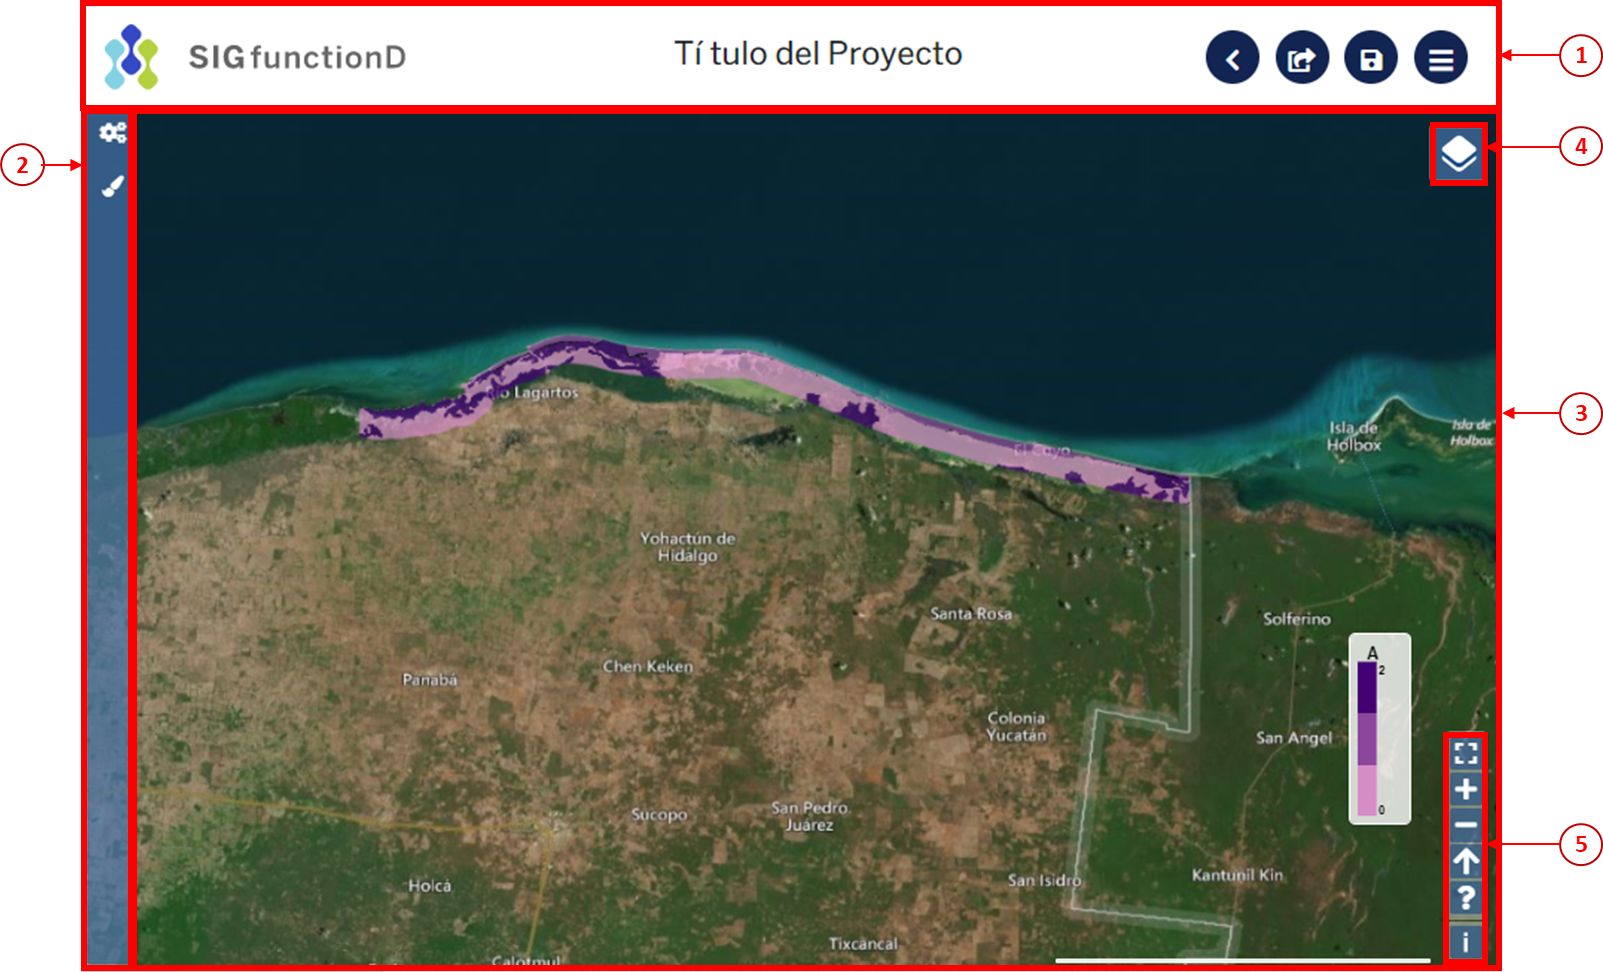 SIGfunctionD
Tí tulo del Proyecto
1
2
4
3
o Lagartos
El Cuyo
Isla de
Holbox
Isla de
Holbox
Yohactún de
Hidalgo
Santa Rosa
Solferino
Chen Keken
Panabá
A
2
0
Colonia
Yucatán
San Angel
San Pedro
Juárez
Sucopo
5
San Isidro
Kantunil Kin
Holcá
?
i
Tixcancal
Calotmul